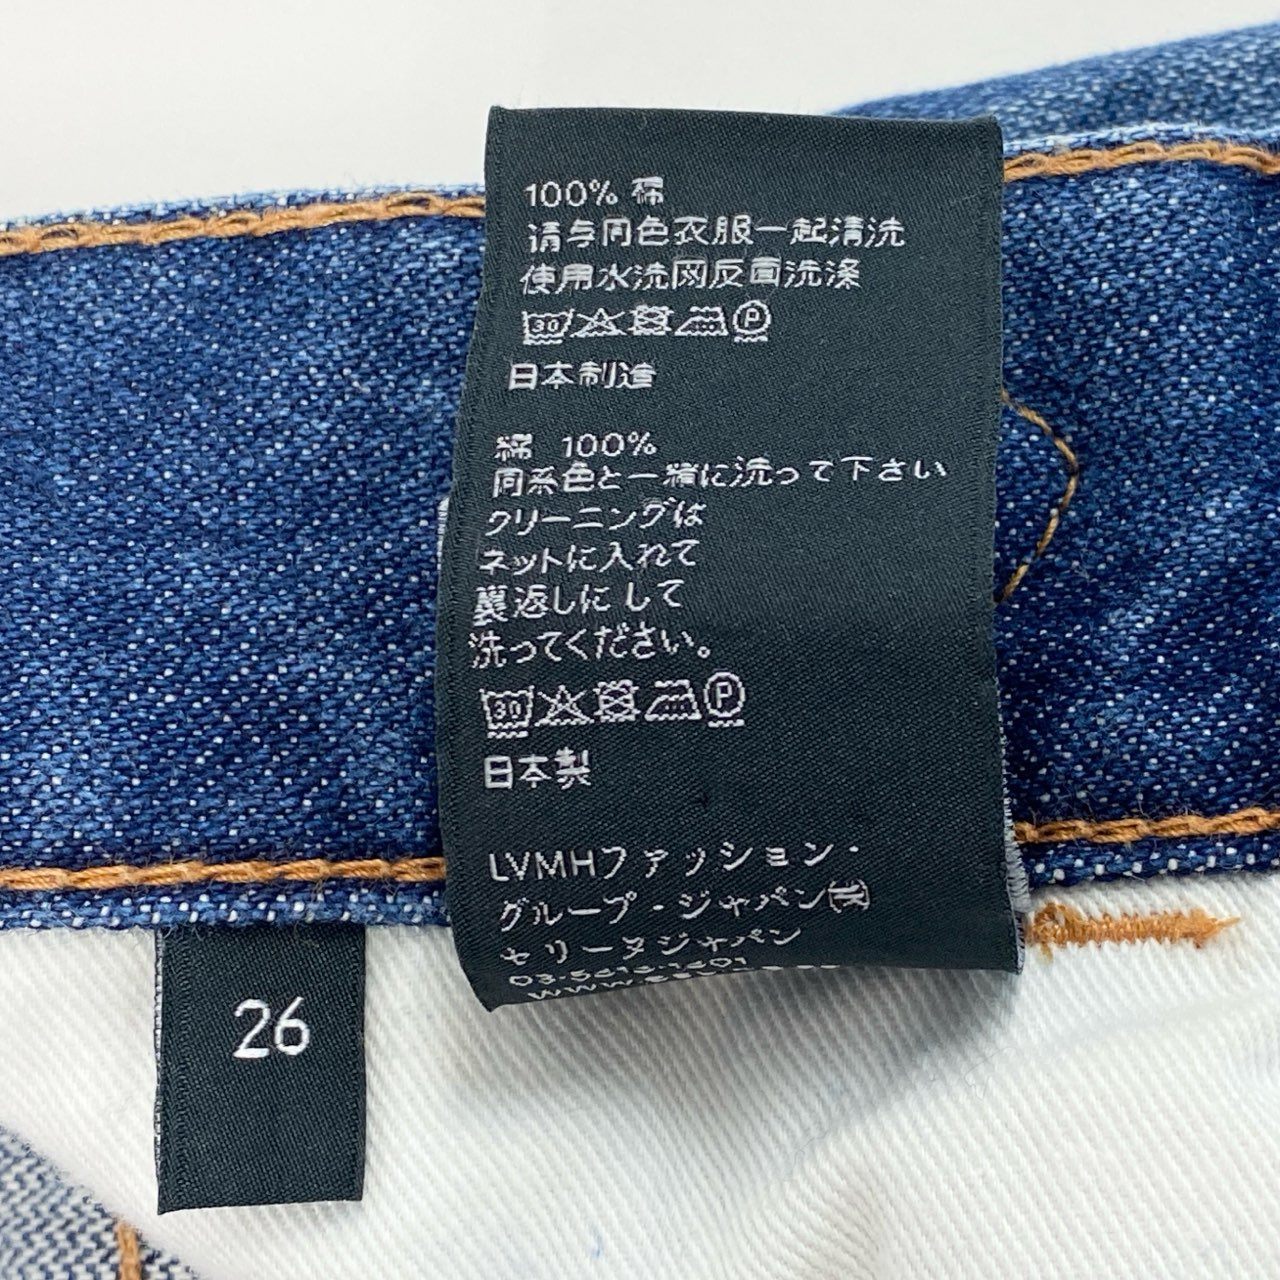 100% 棉
请与同色衣服一起清洗
使用水洗网反面洗涤
30 P
日本制造
綿 100%
同系色と一緒に洗って下さい
クリーニングは
ネットに入れて
裏返しにして
洗ってください。
30 P
日本製
LVMHファッション・
グループ・ジャパン㈱
セリーヌジャパン
26